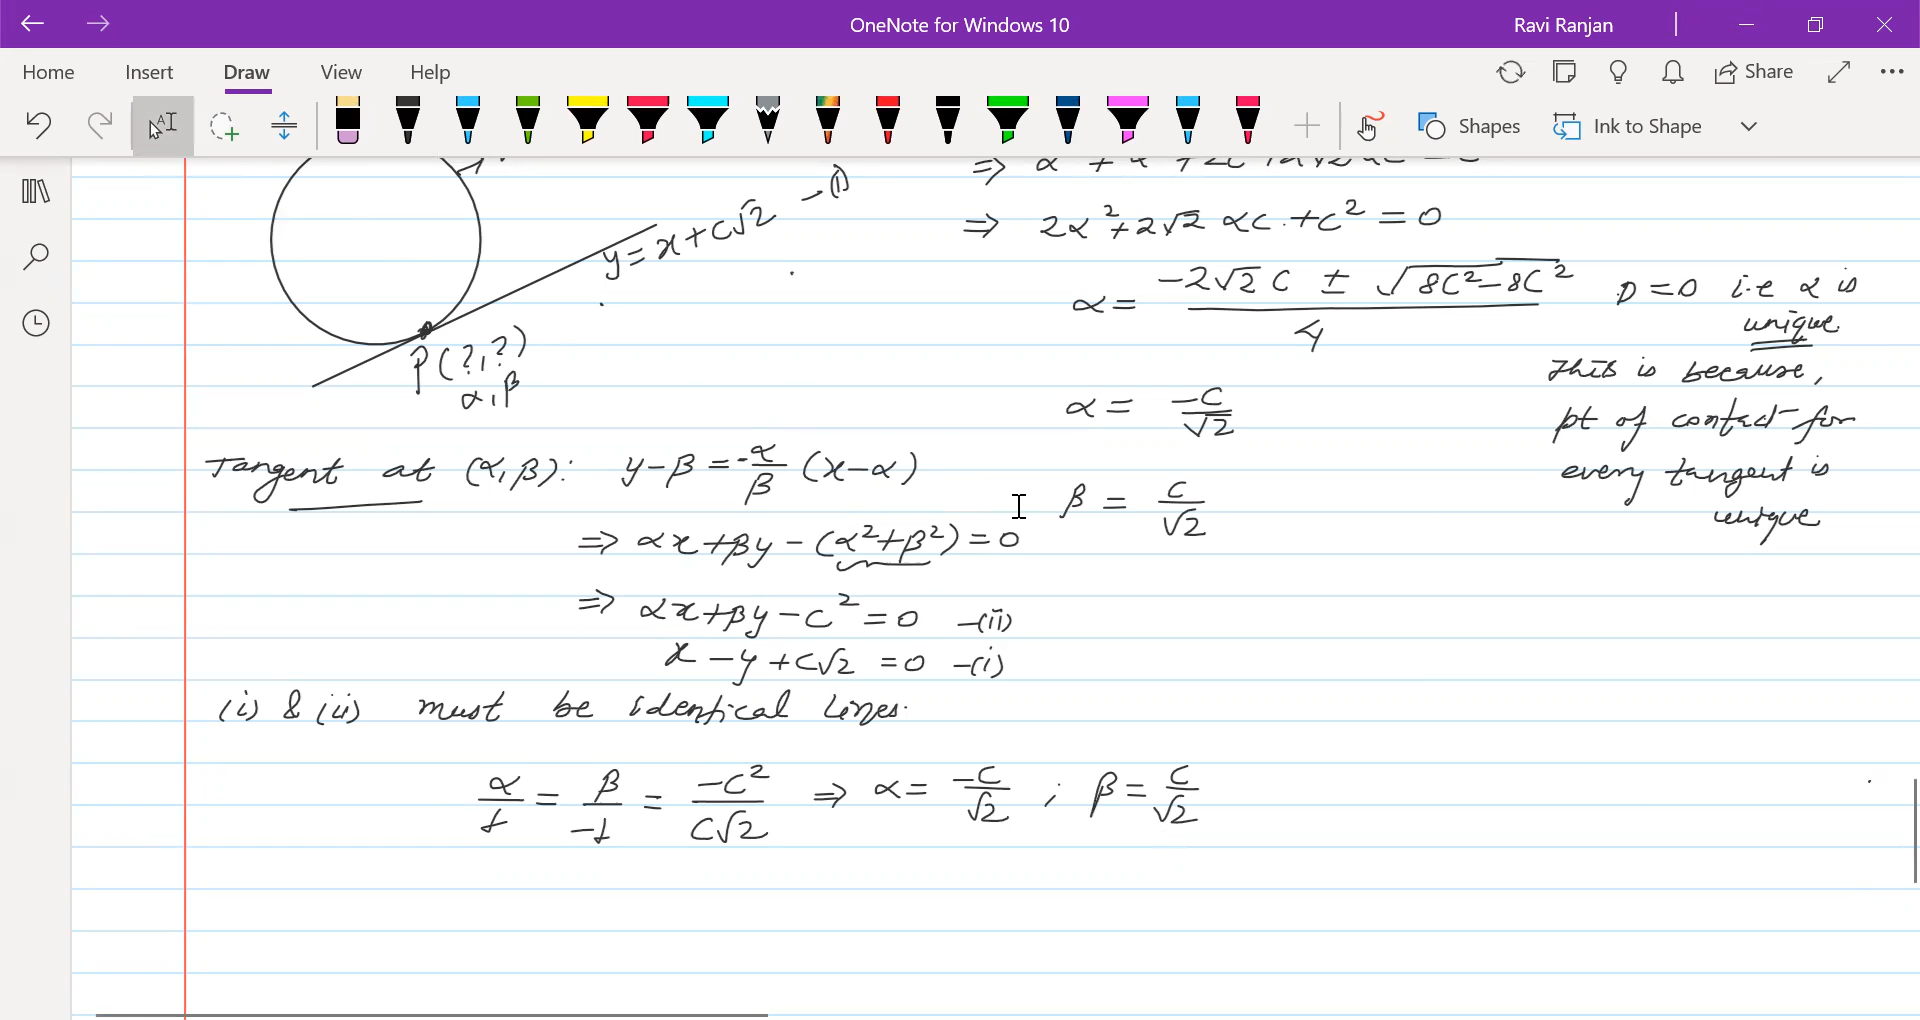 OneNote for Windows 10
Ravi Ranjan
Home Insert Draw View Help
Share
Shapes
Ink to Shape
y = x + c√2 -(i)
P(?,?)
α,β
⇒ 2α² + 2√2 αc + c² = 0
α = (-2√2 c ± √(8c² - 8c²)) / 4
D = 0 i.e α is
unique.
This is because,
pt of contact for
every tangent is
unique
α = -c/√2
β = c/√2
Tangent at (α,β): y - β = -α/β (x - α)
⇒ αx + βy - (α² + β²) = 0
⇒ αx + βy - c² = 0 -(ii)
x - y + c√2 = 0 -(i)
(i) & (ii) must be identical lines.
α/1 = β/-1 = -c²/c√2 ⇒ α = -c/√2 ; β = c/√2